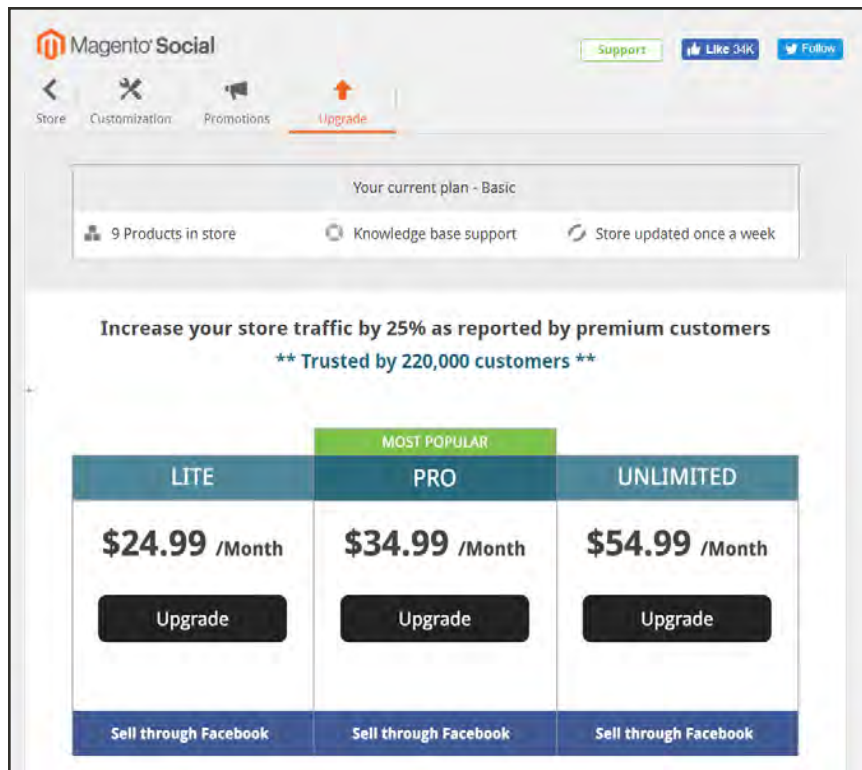 Magento Social
Support
Like 34K
Follow
Store
Customization
Promotions
Upgrade
Your current plan - Basic
9 Products in store
Knowledge base support
Store updated once a week
Increase your store traffic by 25% as reported by premium customers
** Trusted by 220,000 customers **
MOST POPULAR
LITE
PRO
UNLIMITED
$24.99 /Month
$34.99 /Month
$54.99 /Month
Upgrade
Upgrade
Upgrade
Sell through Facebook
Sell through Facebook
Sell through Facebook